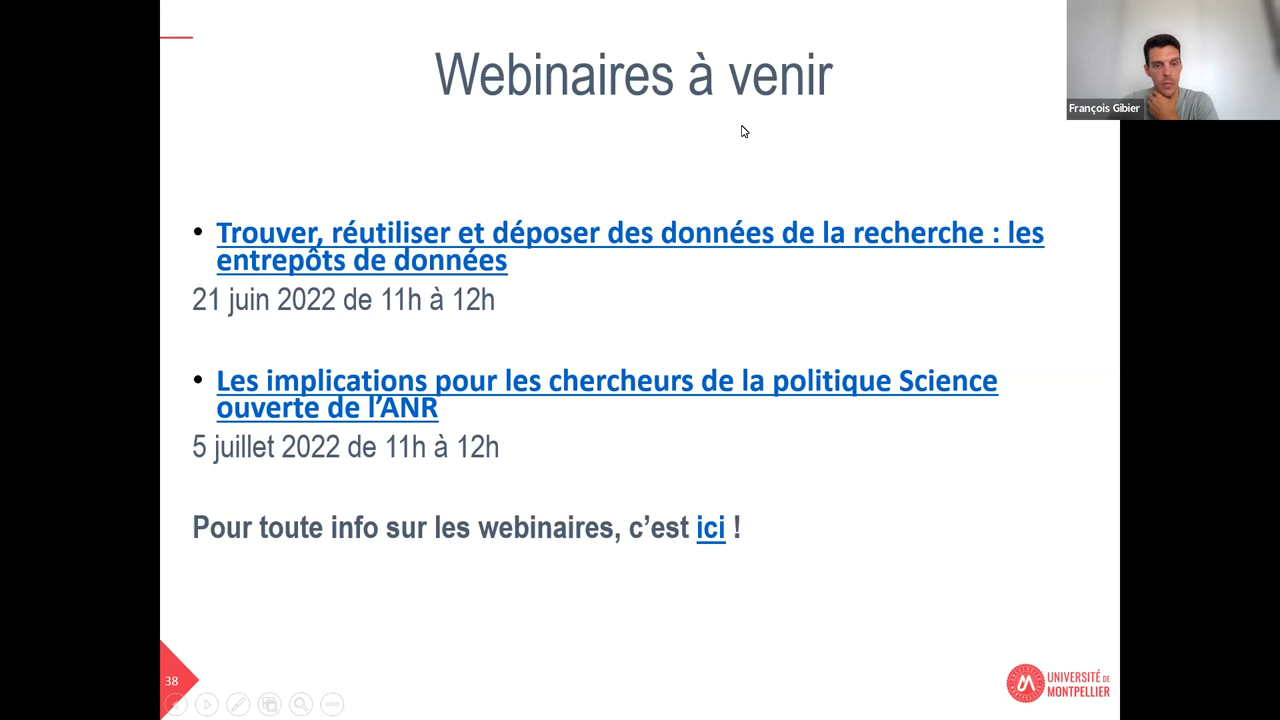 Webinaires à venir
François Gibier
• Trouver, réutiliser et déposer des données de la recherche : les
entrepôts de données
21 juin 2022 de 11h à 12h
• Les implications pour les chercheurs de la politique Science
ouverte de l’ANR
5 juillet 2022 de 11h à 12h
Pour toute info sur les webinaires, c’est ici !
38
UNIVERSITÉ DE
MONTPELLIER